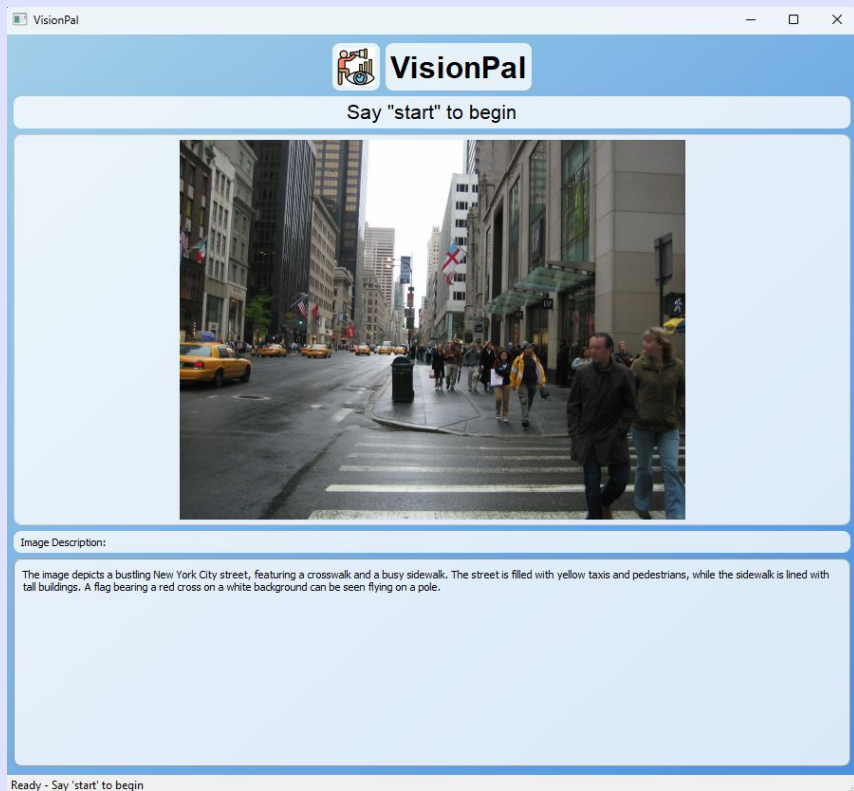 VisionPal
VisionPal
Say "start" to begin
Image Description:
The image depicts a bustling New York City street, featuring a crosswalk and a busy sidewalk. The street is filled with yellow taxis and pedestrians, while the sidewalk is lined with
tall buildings. A flag bearing a red cross on a white background can be seen flying on a pole.
Ready - Say 'start' to begin